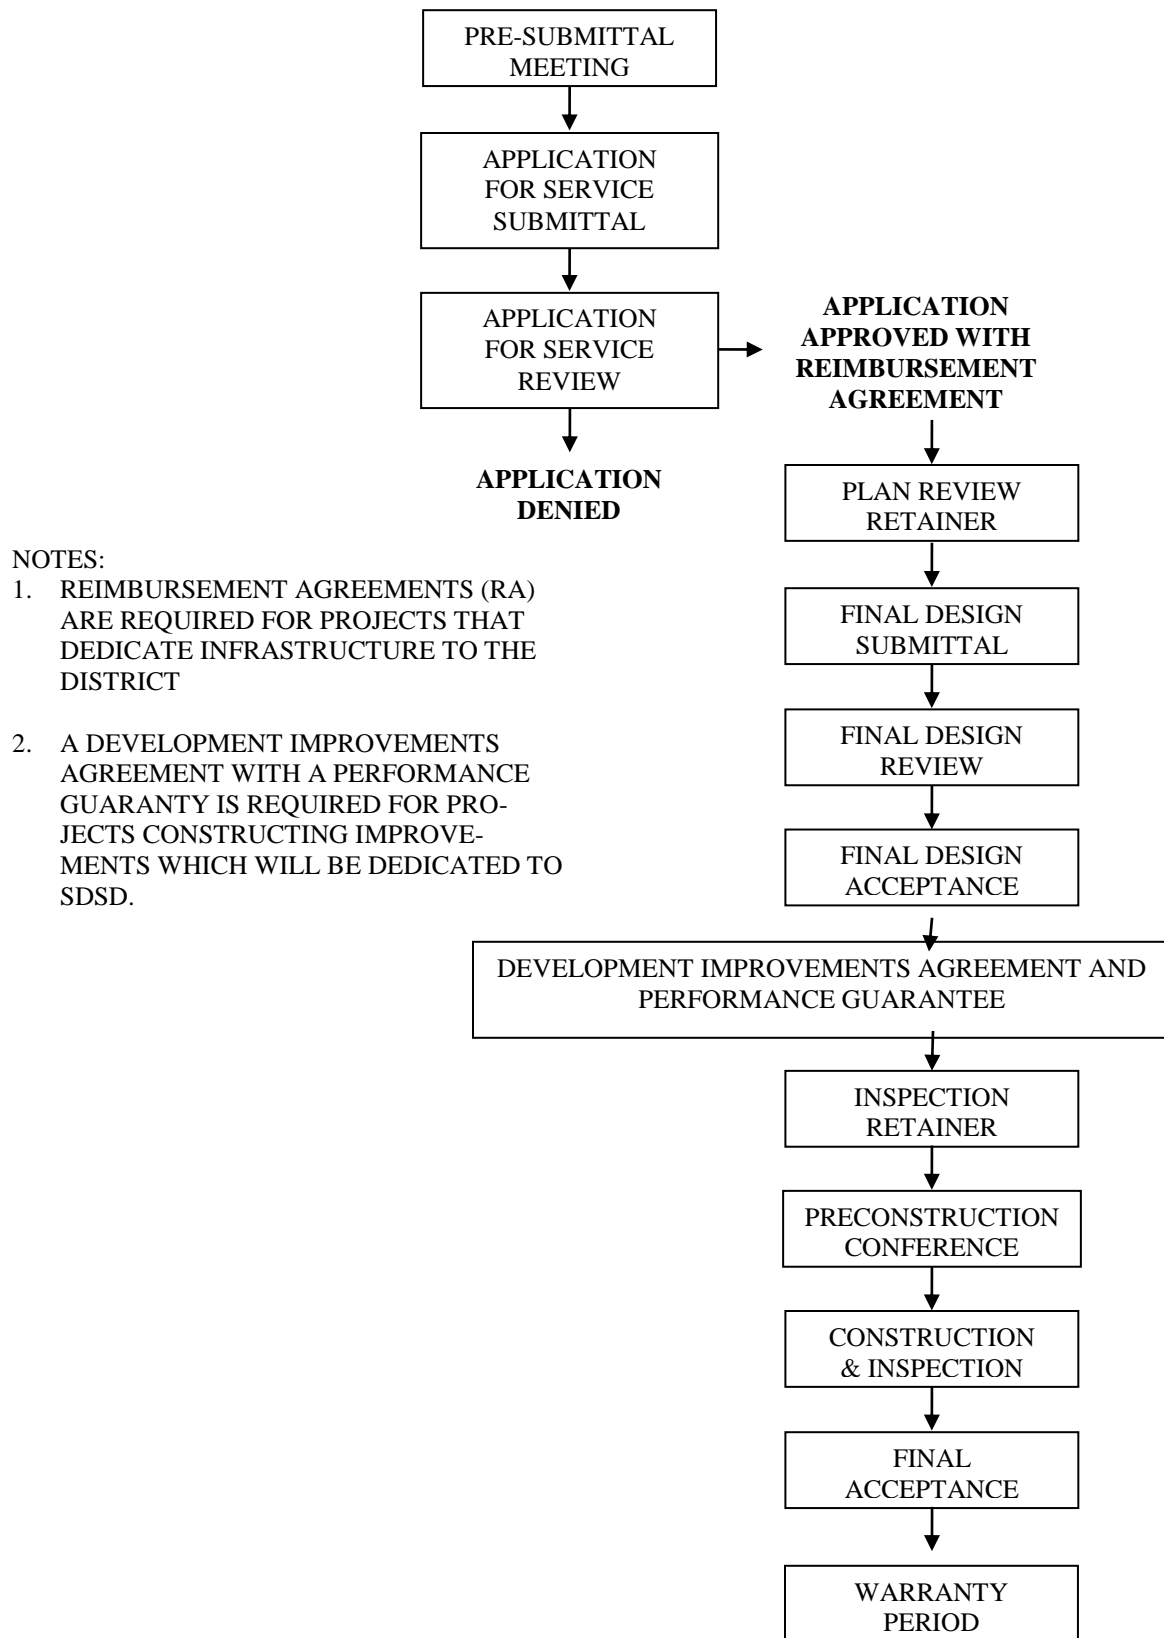 PRE-SUBMITTAL
MEETING
APPLICATION
FOR SERVICE
SUBMITTAL
APPLICATION
FOR SERVICE
REVIEW
APPLICATION
APPROVED WITH
REIMBURSEMENT
AGREEMENT
APPLICATION
DENIED
PLAN REVIEW
RETAINER
NOTES:
1. REIMBURSEMENT AGREEMENTS (RA)
ARE REQUIRED FOR PROJECTS THAT
DEDICATE INFRASTRUCTURE TO THE
DISTRICT
2. A DEVELOPMENT IMPROVEMENTS
AGREEMENT WITH A PERFORMANCE
GUARANTY IS REQUIRED FOR PRO-
JECTS CONSTRUCTING IMPROVE-
MENTS WHICH WILL BE DEDICATED TO
SDSD.
FINAL DESIGN
SUBMITTAL
FINAL DESIGN
REVIEW
FINAL DESIGN
ACCEPTANCE
DEVELOPMENT IMPROVEMENTS AGREEMENT AND
PERFORMANCE GUARANTEE
INSPECTION
RETAINER
PRECONSTRUCTION
CONFERENCE
CONSTRUCTION
& INSPECTION
FINAL
ACCEPTANCE
WARRANTY
PERIOD